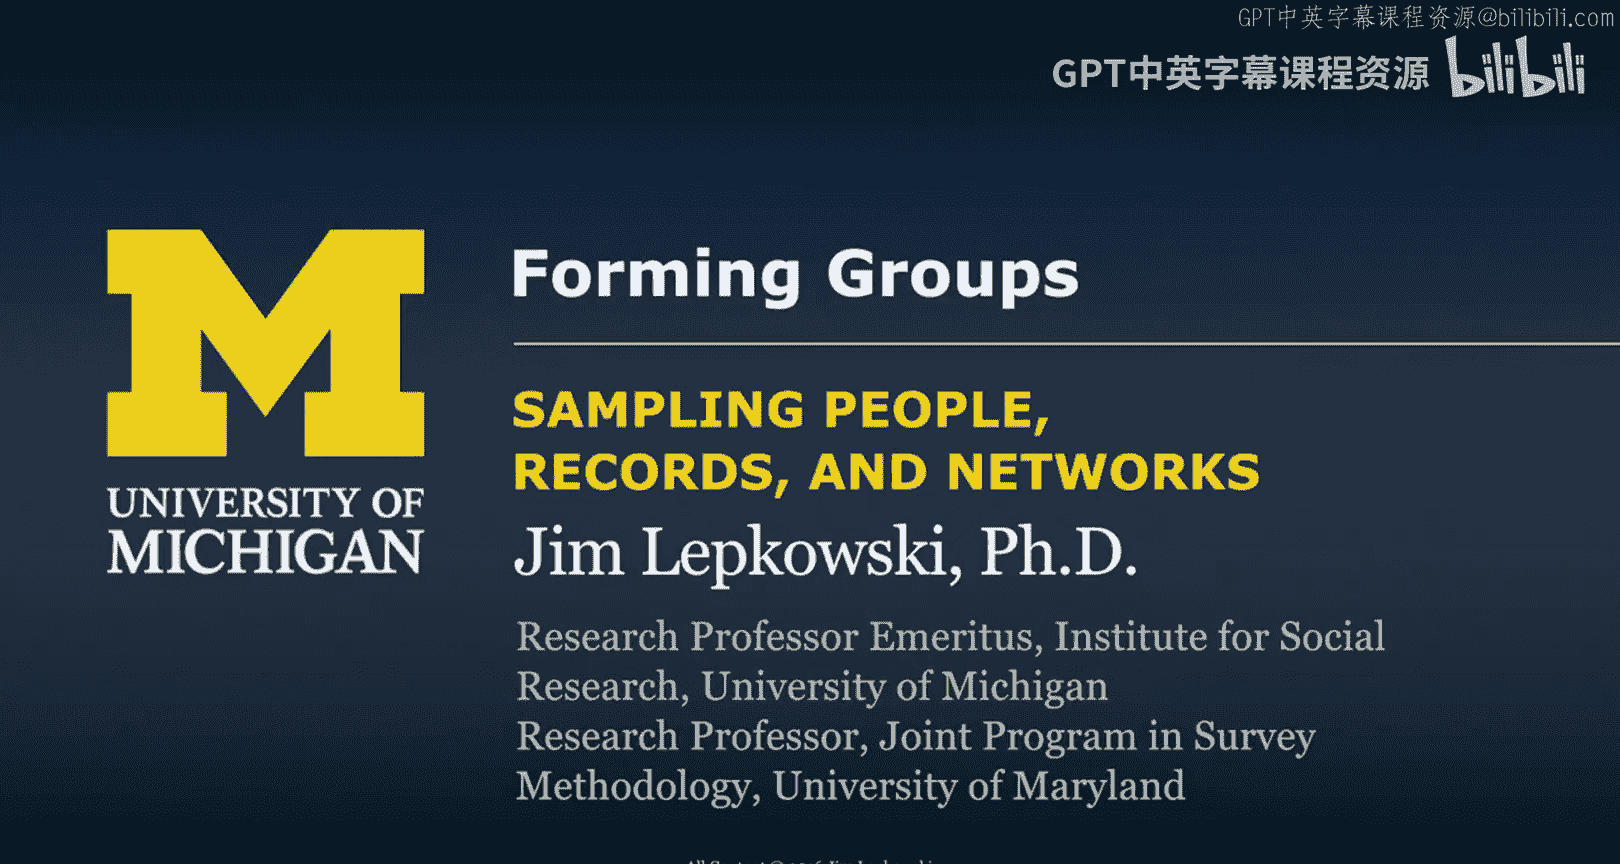 GPT中英字幕课程资源@bilibili.com
GPT中英字幕课程资源 bilibili
Forming Groups
SAMPLING PEOPLE,
RECORDS, AND NETWORKS
Jim Lepkowski, Ph.D.
Research Professor Emeritus, Institute for Social
Research, University of Michigan
Research Professor, Joint Program in Survey
Methodology, University of Maryland
M
UNIVERSITY OF
MICHIGAN